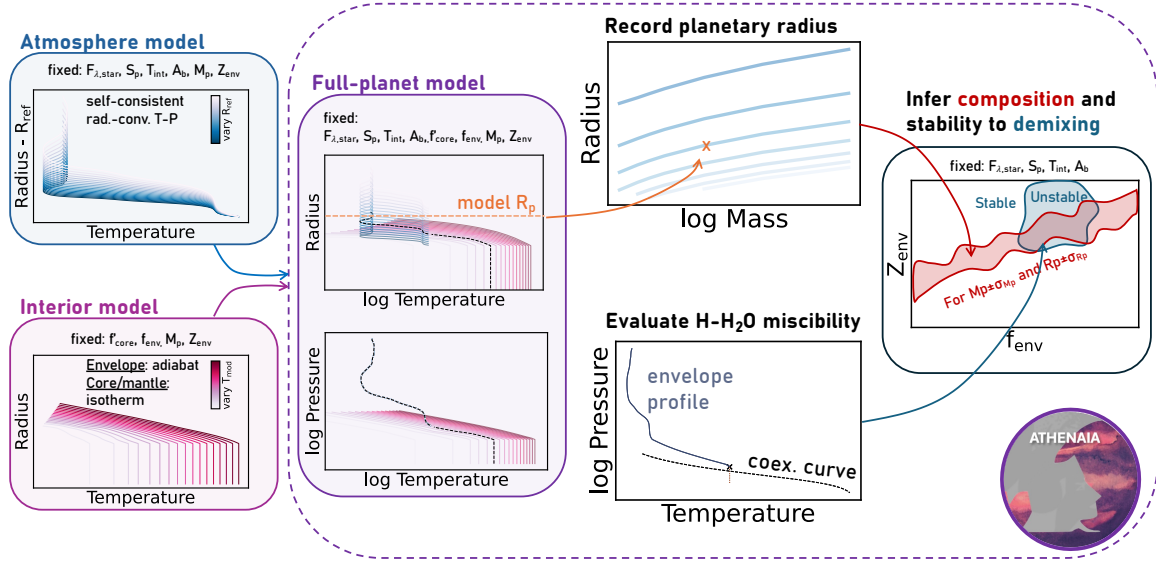 Atmosphere model
fixed: Fλ,star, Sp, Tint, Ab, Mp, Zenv
self-consistent
rad.-conv. T-P
vary Rref
Radius - Rref
Temperature
Interior model
fixed: f'core, fenv, Mp, Zenv
Envelope: adiabat
Core/mantle:
isotherm
vary Tmod
Radius
Temperature
Full-planet model
fixed:
Fλ,star, Sp, Tint, Ab, f'core, fenv, Mp, Zenv
model Rp
Radius
log Temperature
log Pressure
log Temperature
Record planetary radius
Radius
log Mass
Evaluate H-H₂O miscibility
envelope
profile
coex. curve
log Pressure
Temperature
Infer composition and
stability to demixing
fixed: Fλ,star, Sp, Tint, Ab
Stable
Unstable
For Mp±σMp and Rp±σRp
Zenv
fenv
ATHENAIA